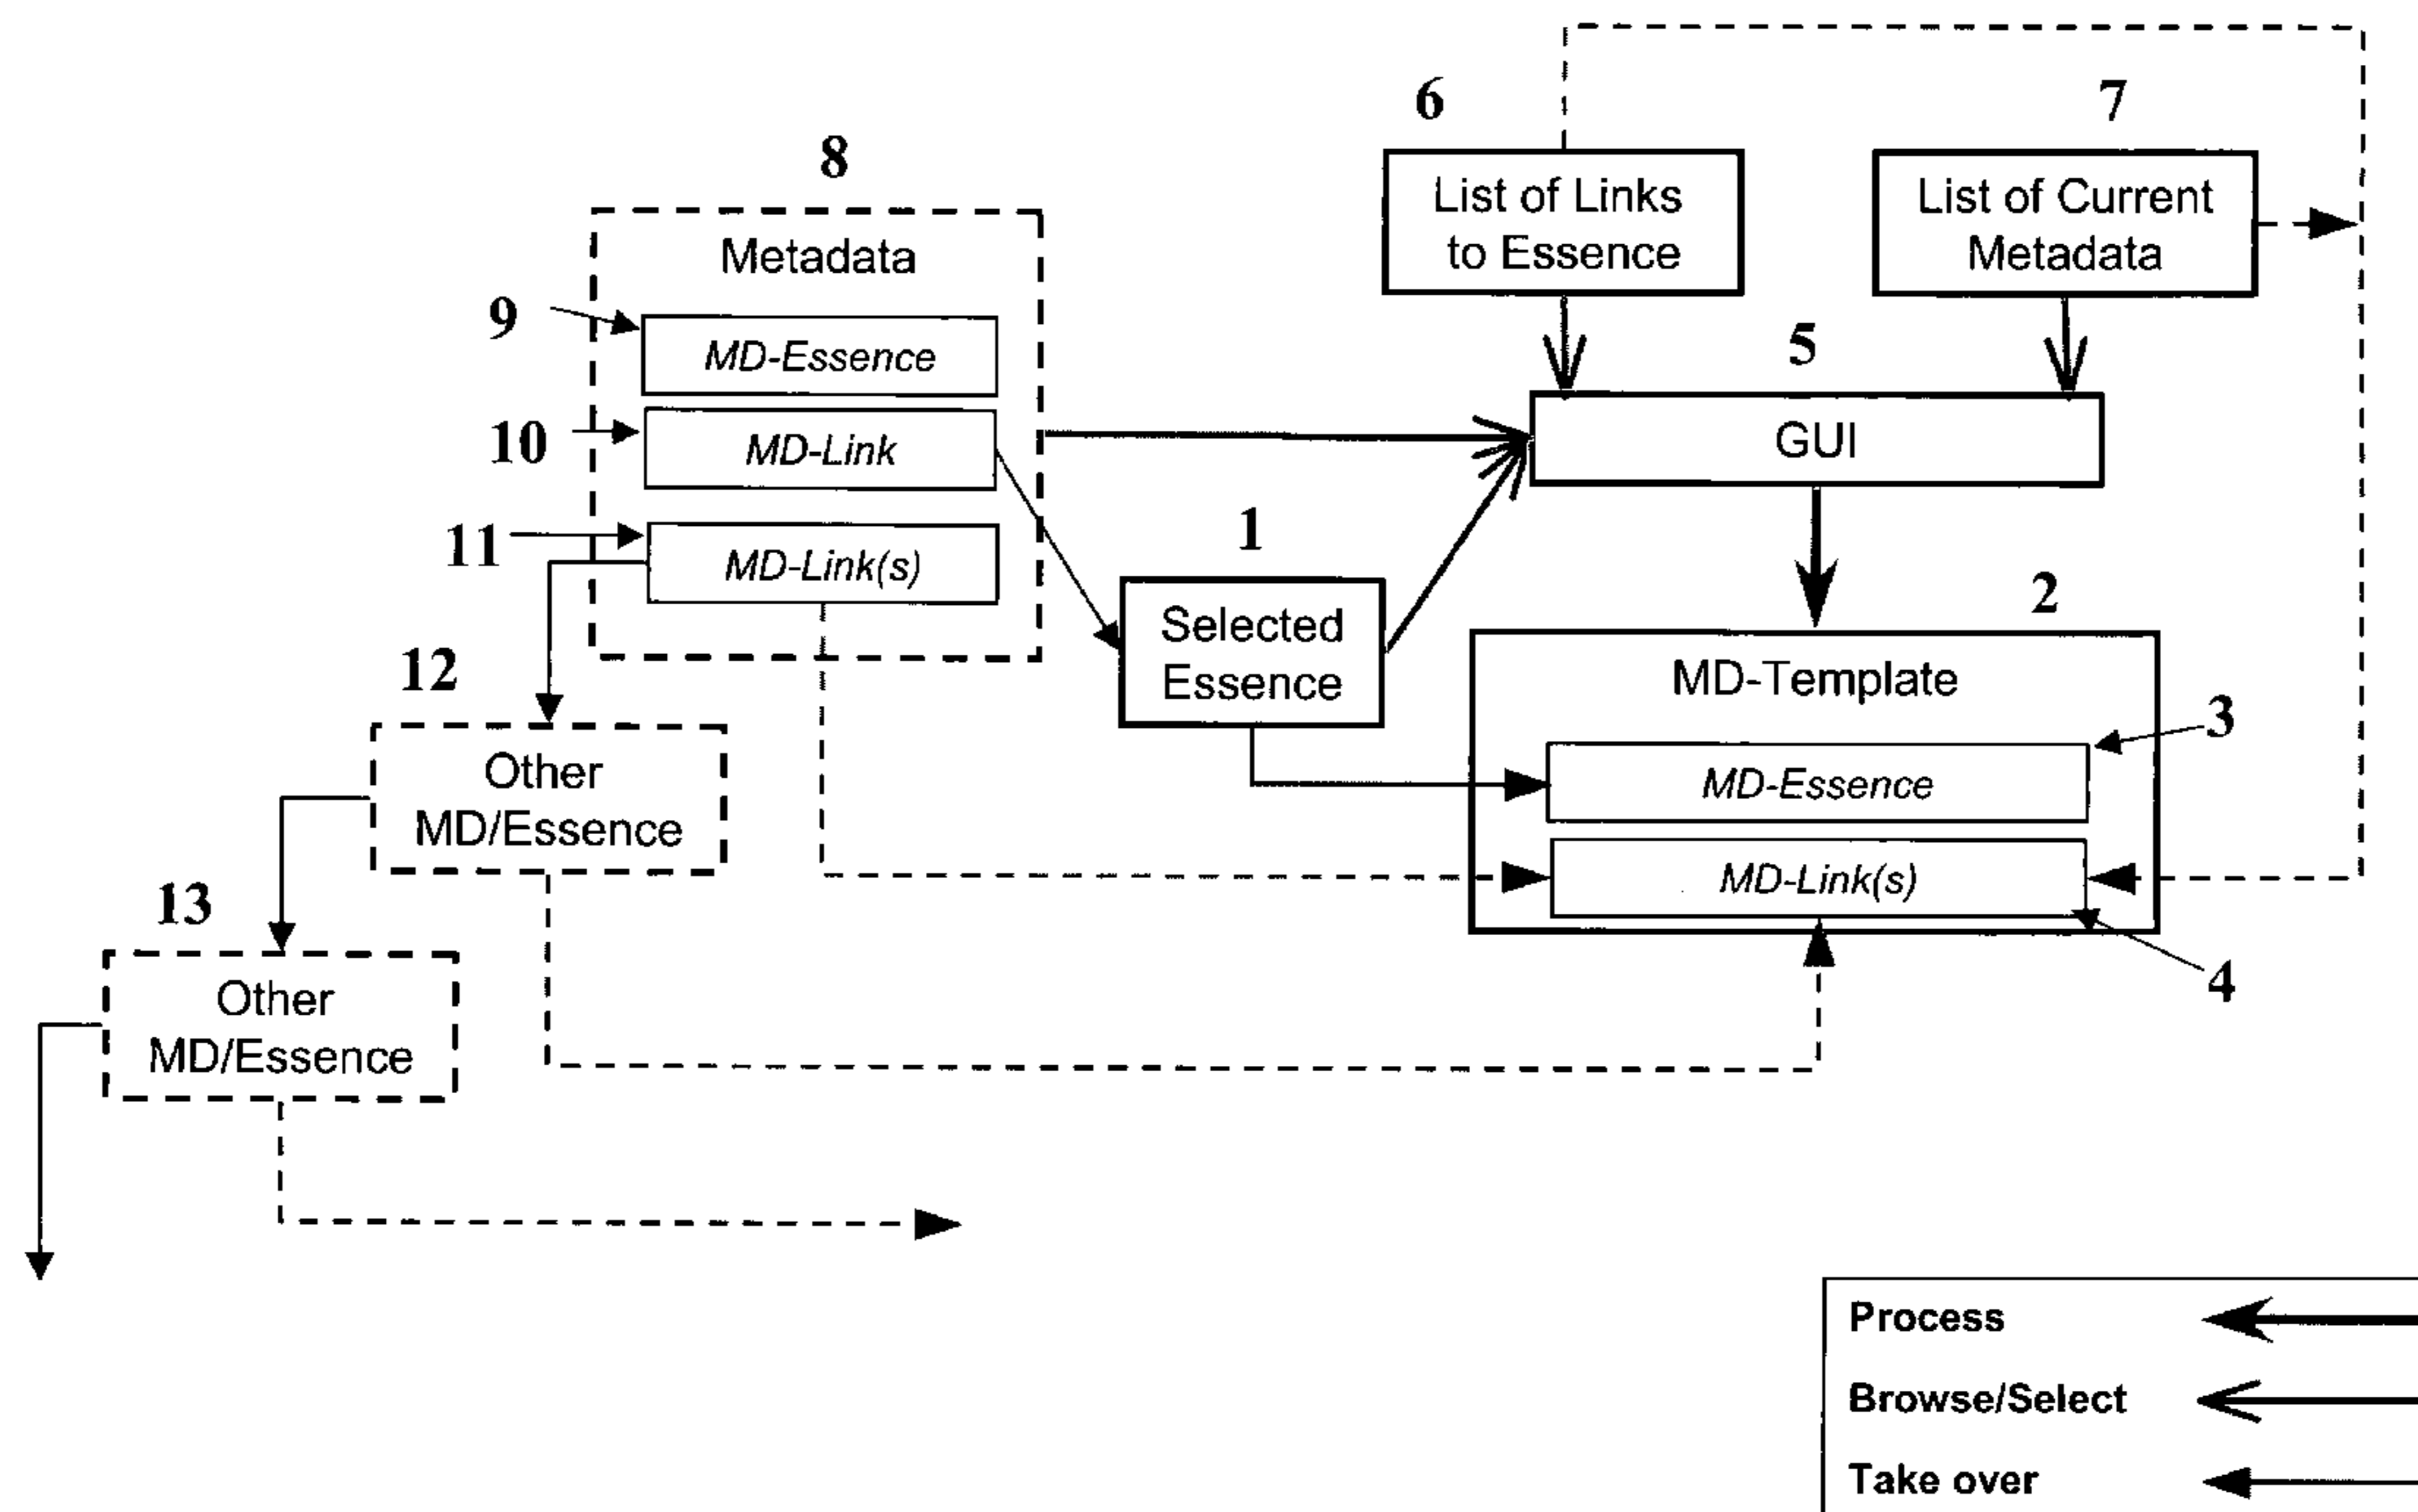 6
7
8
List of Links
to Essence
List of Current
Metadata
Metadata
9
MD-Essence
5
10
MD-Link
GUI
11
MD-Link(s)
1
2
Selected
Essence
12
MD-Template
3
Other
MD/Essence
MD-Essence
MD-Link(s)
13
4
Other
MD/Essence
Process
Browse/Select
Take over